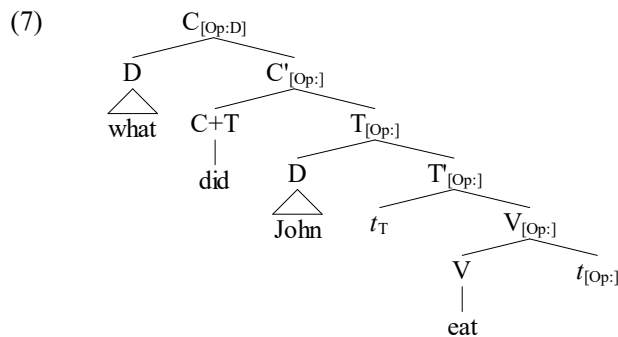 (7) C[Op:D]
D C'[Op:]
what C+T T[Op:]
did D T'[Op:]
John tT V[Op:]
V t[Op:]
eat